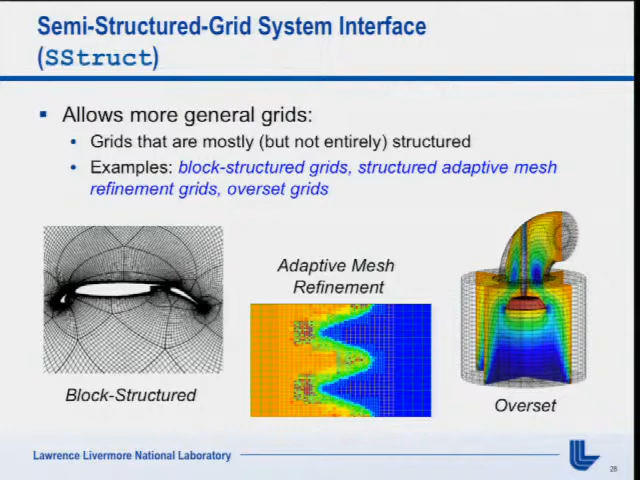 Semi-Structured-Grid System Interface
(SStruct)
▪ Allows more general grids:
• Grids that are mostly (but not entirely) structured
• Examples: block-structured grids, structured adaptive mesh
refinement grids, overset grids
Adaptive Mesh
Refinement
Block-Structured
Overset
Lawrence Livermore National Laboratory
28